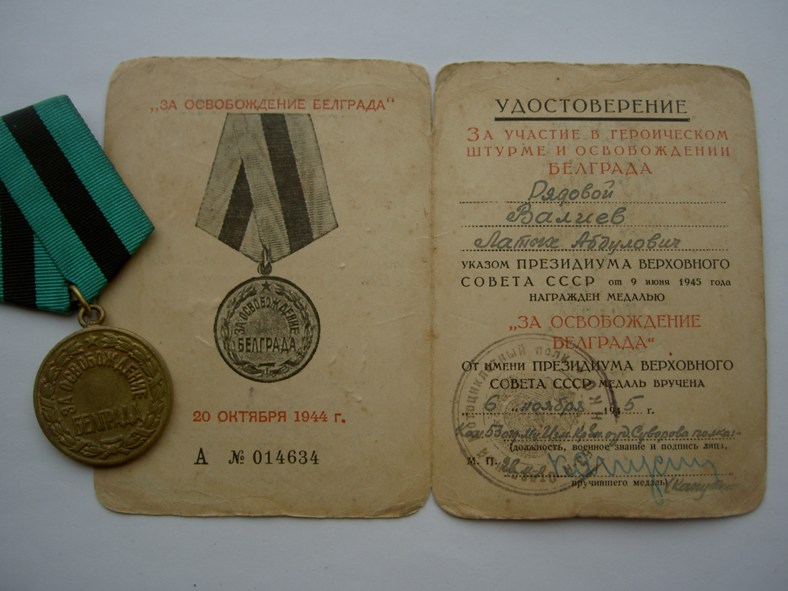 ЗА ОСВОБОЖДЕНИЕ
БЕЛГРАДА
„ЗА ОСВОБОЖДЕНИЕ БЕЛГРАДА"
ЗА ОСВОБОЖДЕНИЕ
БЕЛГРАДА
20 ОКТЯБРЯ 1944 г.
А № 014634
УДОСТОВЕРЕНИЕ
ЗА УЧАСТИЕ В ГЕРОИЧЕСКОМ
ШТУРМЕ И ОСВОБОЖДЕНИИ
БЕЛГРАДА
Рядовой
Валиев
Латых Абдулович
УКАЗОМ ПРЕЗИДИУМА ВЕРХОВНОГО
СОВЕТА СССР от 9 июня 1945 года
НАГРАЖДЕН МЕДАЛЬЮ
„ЗА ОСВОБОЖДЕНИЕ
БЕЛГРАДА"
ОТ ИМЕНИ ПРЕЗИДИУМА ВЕРХОВНОГО
СОВЕТА СССР МЕДАЛЬ ВРУЧЕНА
„6" ноября 1945 г.
Суворова полка
(должность, воинское звание и подпись лица,
М. П.
вручившего медаль)